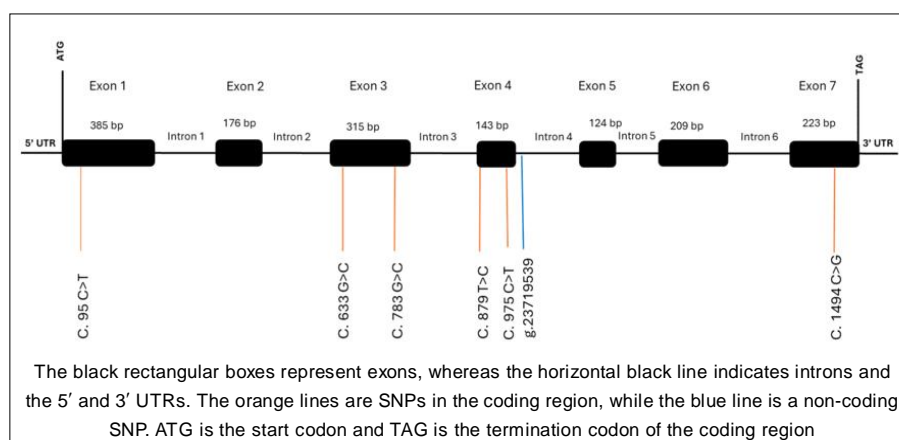 ATG
TAG
Exon 1
Exon 2
Exon 3
Exon 4
Exon 5
Exon 6
Exon 7
385 bp
176 bp
315 bp
143 bp
124 bp
209 bp
223 bp
5' UTR
Intron 1
Intron 2
Intron 3
Intron 4
Intron 5
Intron 6
3' UTR
C. 95 C>T
C. 633 G>C
C. 783 G>C
C. 879 T>C
C. 975 C>T
g.23719539
C. 1494 C>G
The black rectangular boxes represent exons, whereas the horizontal black line indicates introns and
the 5′ and 3′ UTRs. The orange lines are SNPs in the coding region, while the blue line is a non-coding
SNP. ATG is the start codon and TAG is the termination codon of the coding region